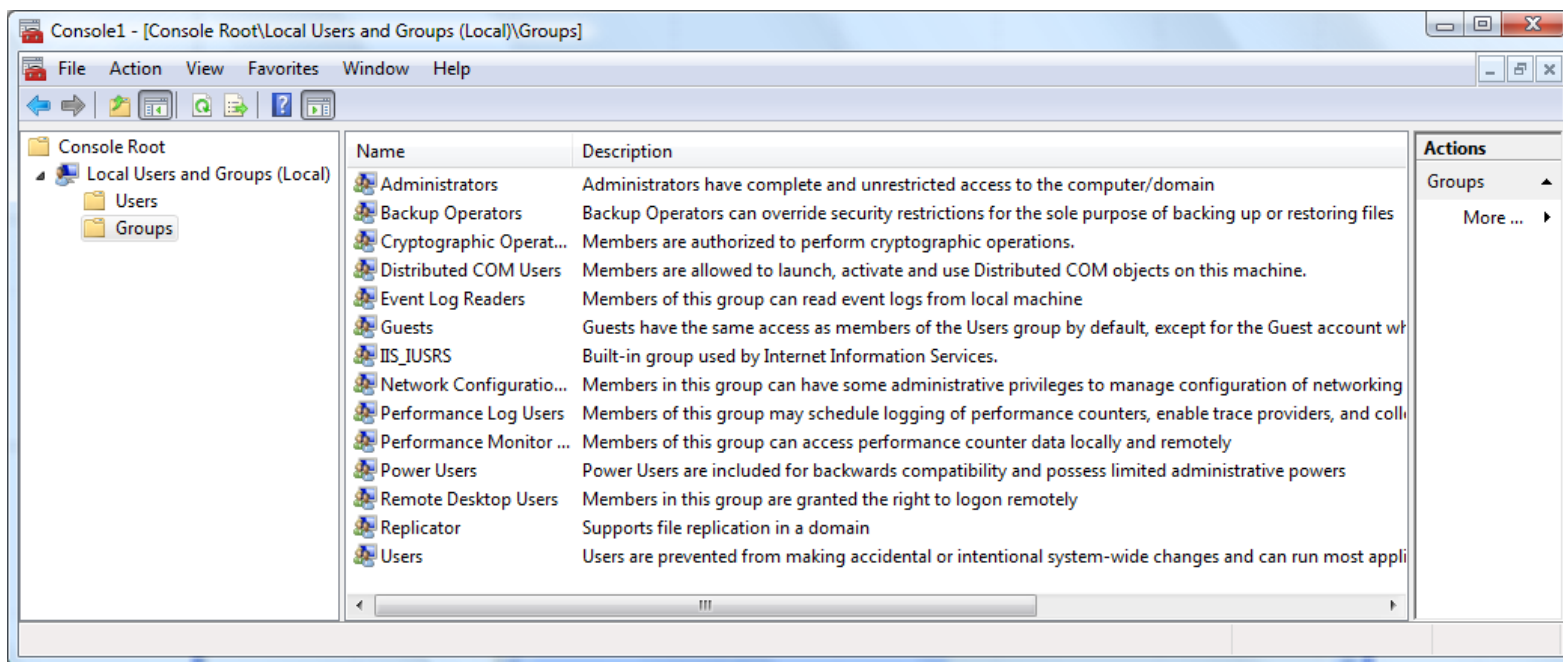 Console1 - [Console Root\Local Users and Groups (Local)\Groups]
File Action View Favorites Window Help
Console Root
Local Users and Groups (Local)
Users
Groups
Name Description
Administrators Administrators have complete and unrestricted access to the computer/domain
Backup Operators Backup Operators can override security restrictions for the sole purpose of backing up or restoring files
Cryptographic Operat... Members are authorized to perform cryptographic operations.
Distributed COM Users Members are allowed to launch, activate and use Distributed COM objects on this machine.
Event Log Readers Members of this group can read event logs from local machine
Guests Guests have the same access as members of the Users group by default, except for the Guest account wh
IIS_IUSRS Built-in group used by Internet Information Services.
Network Configuratio... Members in this group can have some administrative privileges to manage configuration of networking
Performance Log Users Members of this group may schedule logging of performance counters, enable trace providers, and coll
Performance Monitor ... Members of this group can access performance counter data locally and remotely
Power Users Power Users are included for backwards compatibility and possess limited administrative powers
Remote Desktop Users Members in this group are granted the right to logon remotely
Replicator Supports file replication in a domain
Users Users are prevented from making accidental or intentional system-wide changes and can run most appli
Actions
Groups
More ...